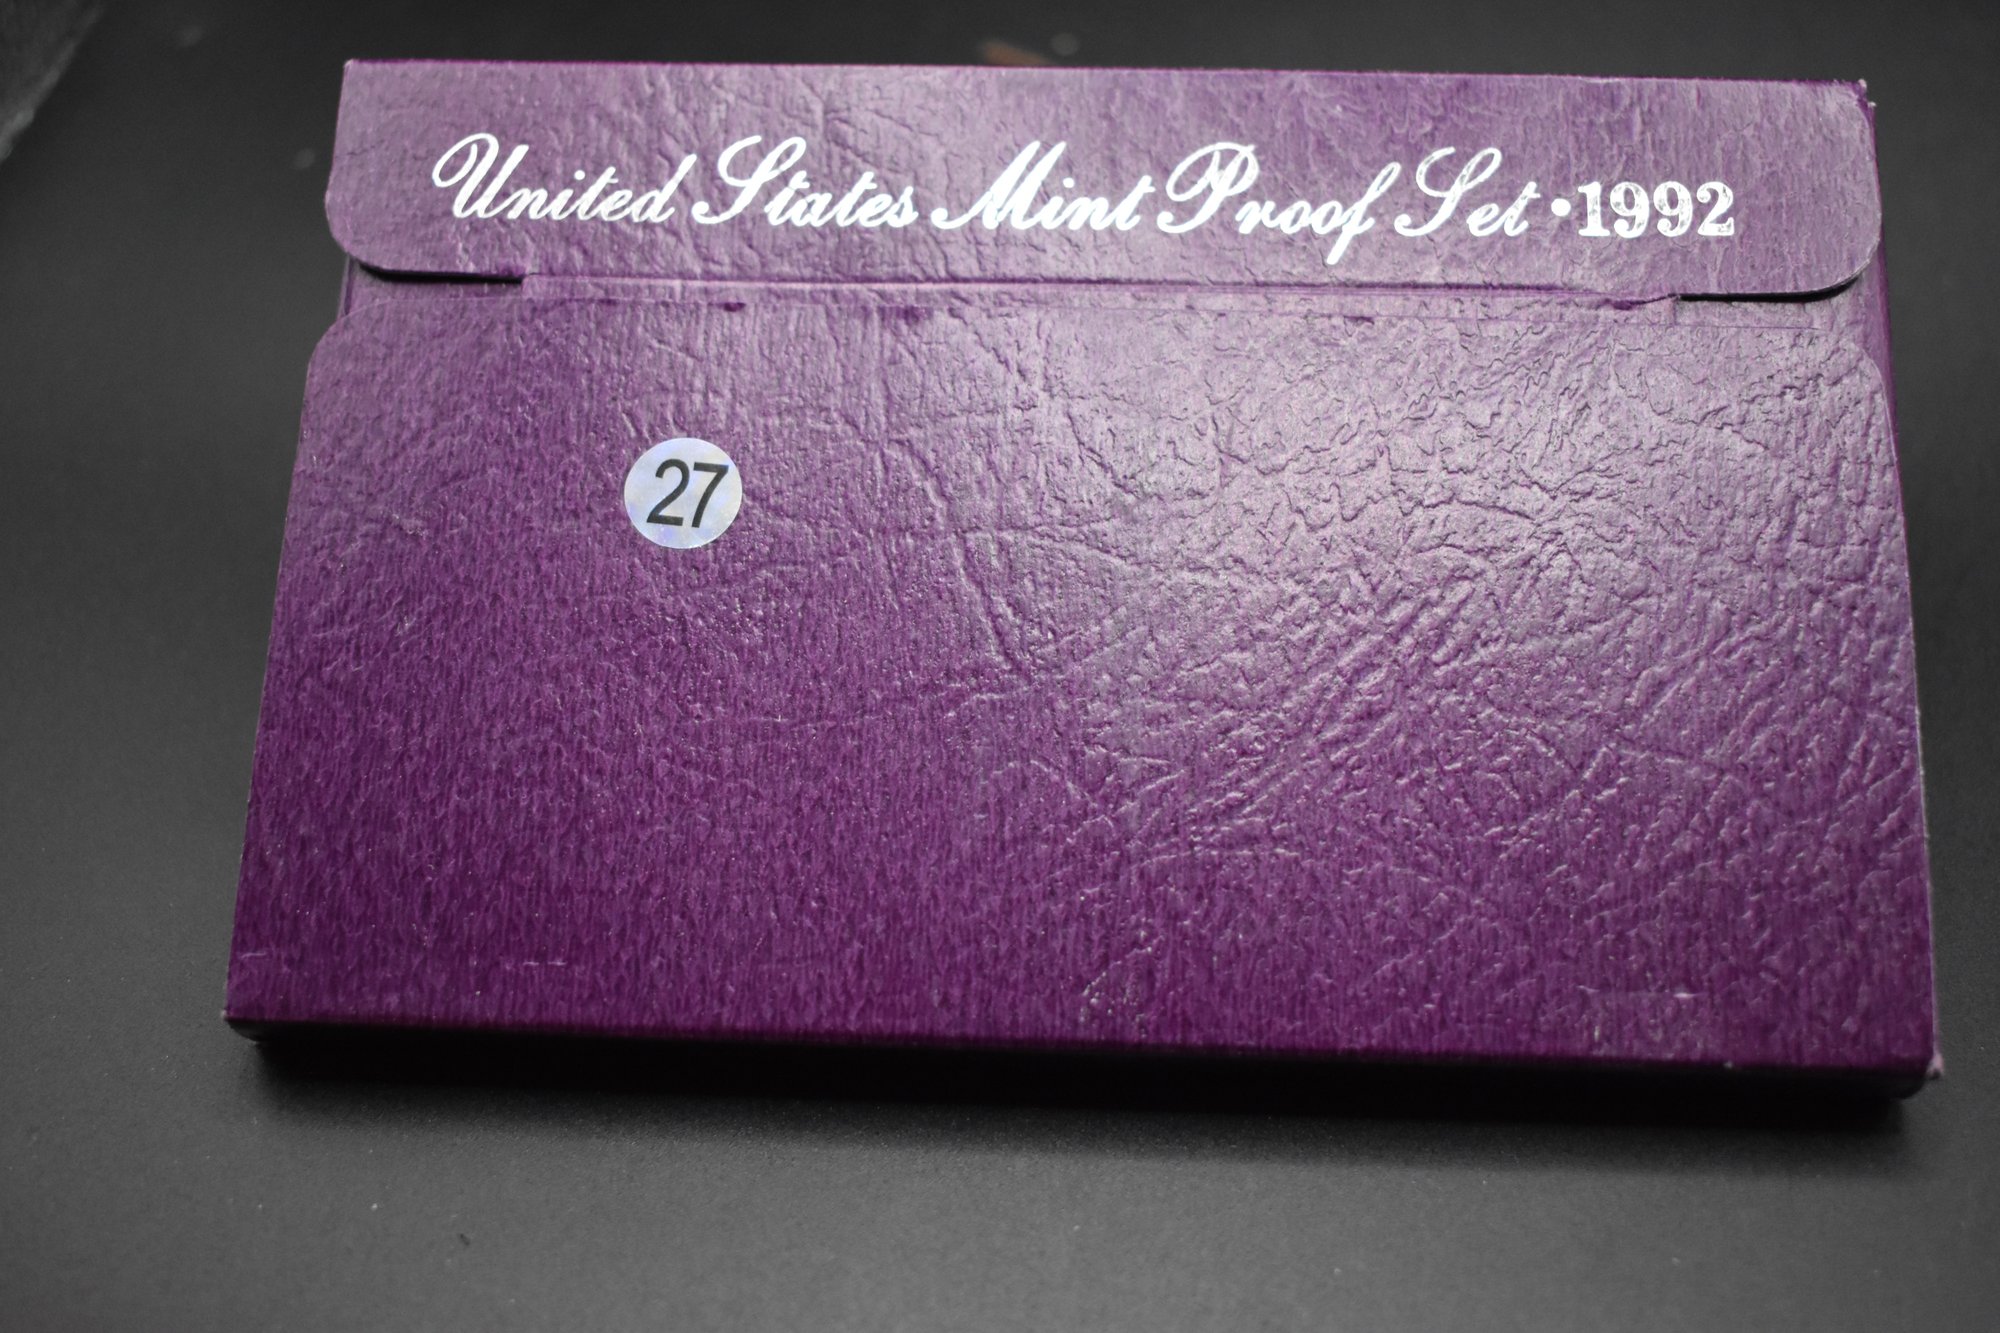 United States Mint Proof Set • 1992
27